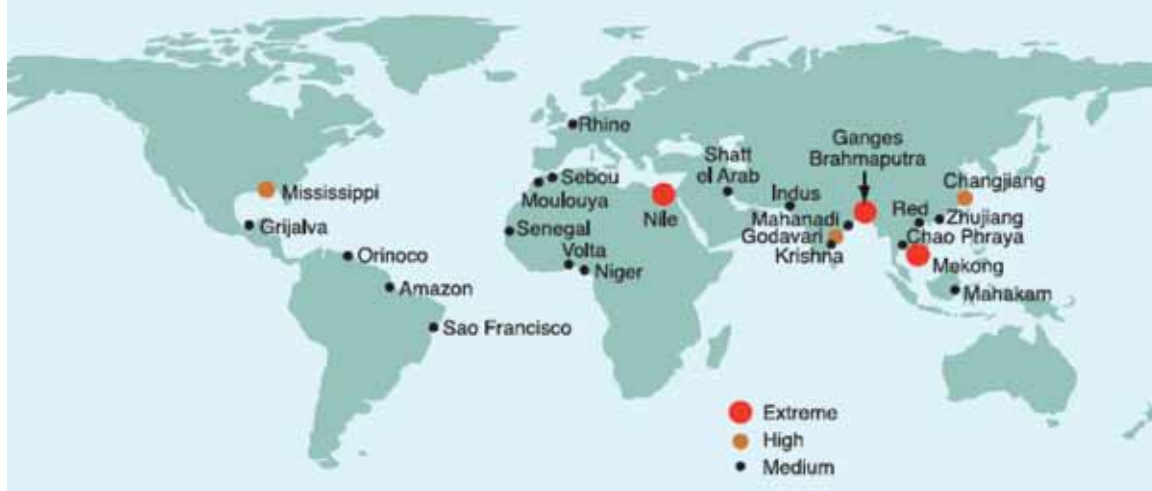 Rhine
Ganges
Brahmaputra
Shatt
el Arab
Changjiang
Sebou
Mississippi
Moulouya
Indus
Nile
Red
Zhujiang
Mahanadi
Grijalva
Senegal
Godavari
Chao Phraya
Volta
Krishna
Orinoco
Niger
Mekong
Amazon
Mahakam
Sao Francisco
Extreme
High
Medium